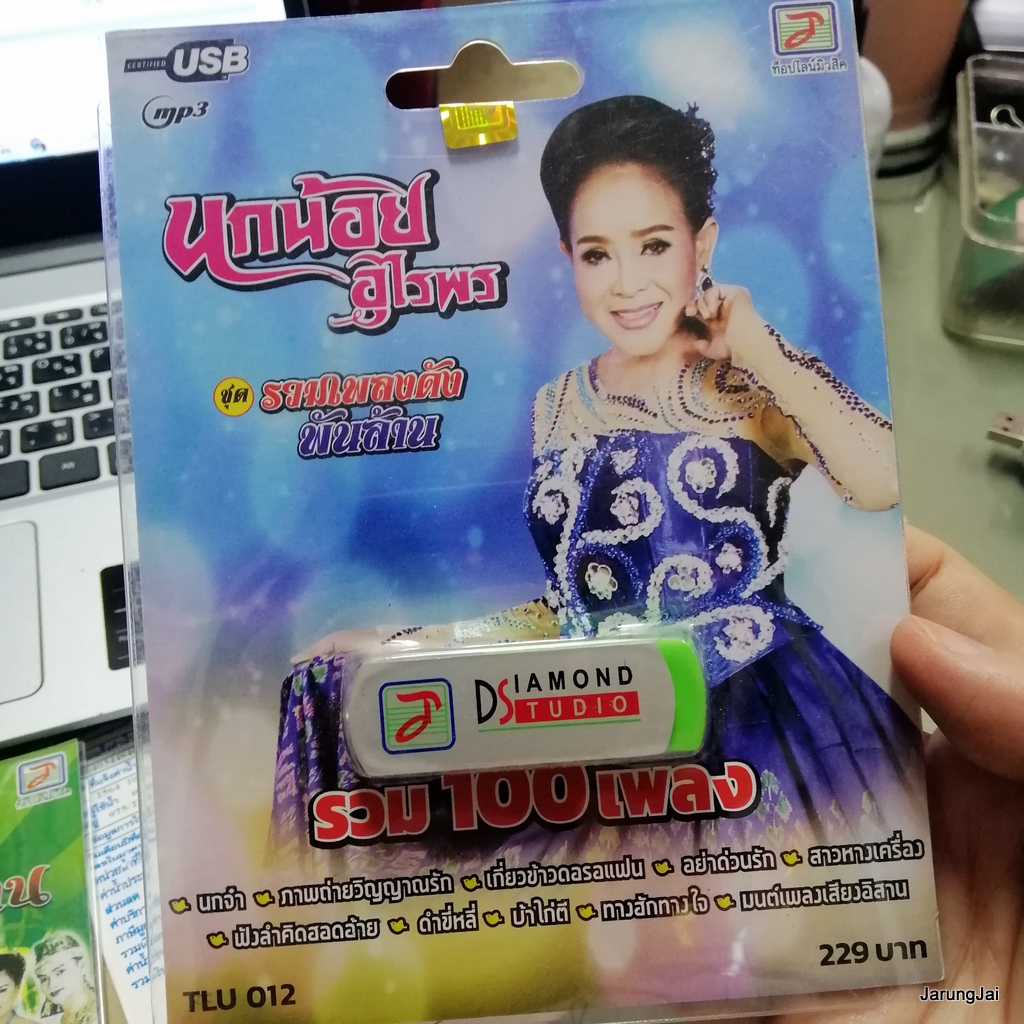 CERTIFIED USB
mp3
ท็อปไลน์มิวสิค
นกน้อย
อุไรพร
ชุด รวมเพลงดัง
พันล้าน
DIAMOND
STUDIO
รวม 100 เพลง
นกจ๋า ภาพถ่ายวิญญาณรัก เกี่ยวข้าวดอรอแฟน อย่าด่วนรัก สาวหางเครื่อง
ฟังลำคิดฮอดอ้าย ดำขี่หลี่ บ้าไก่ตี ทางฮักทางใจ มนต์เพลงเสียงอิสาน
229 บาท
TLU 012
JarungJai